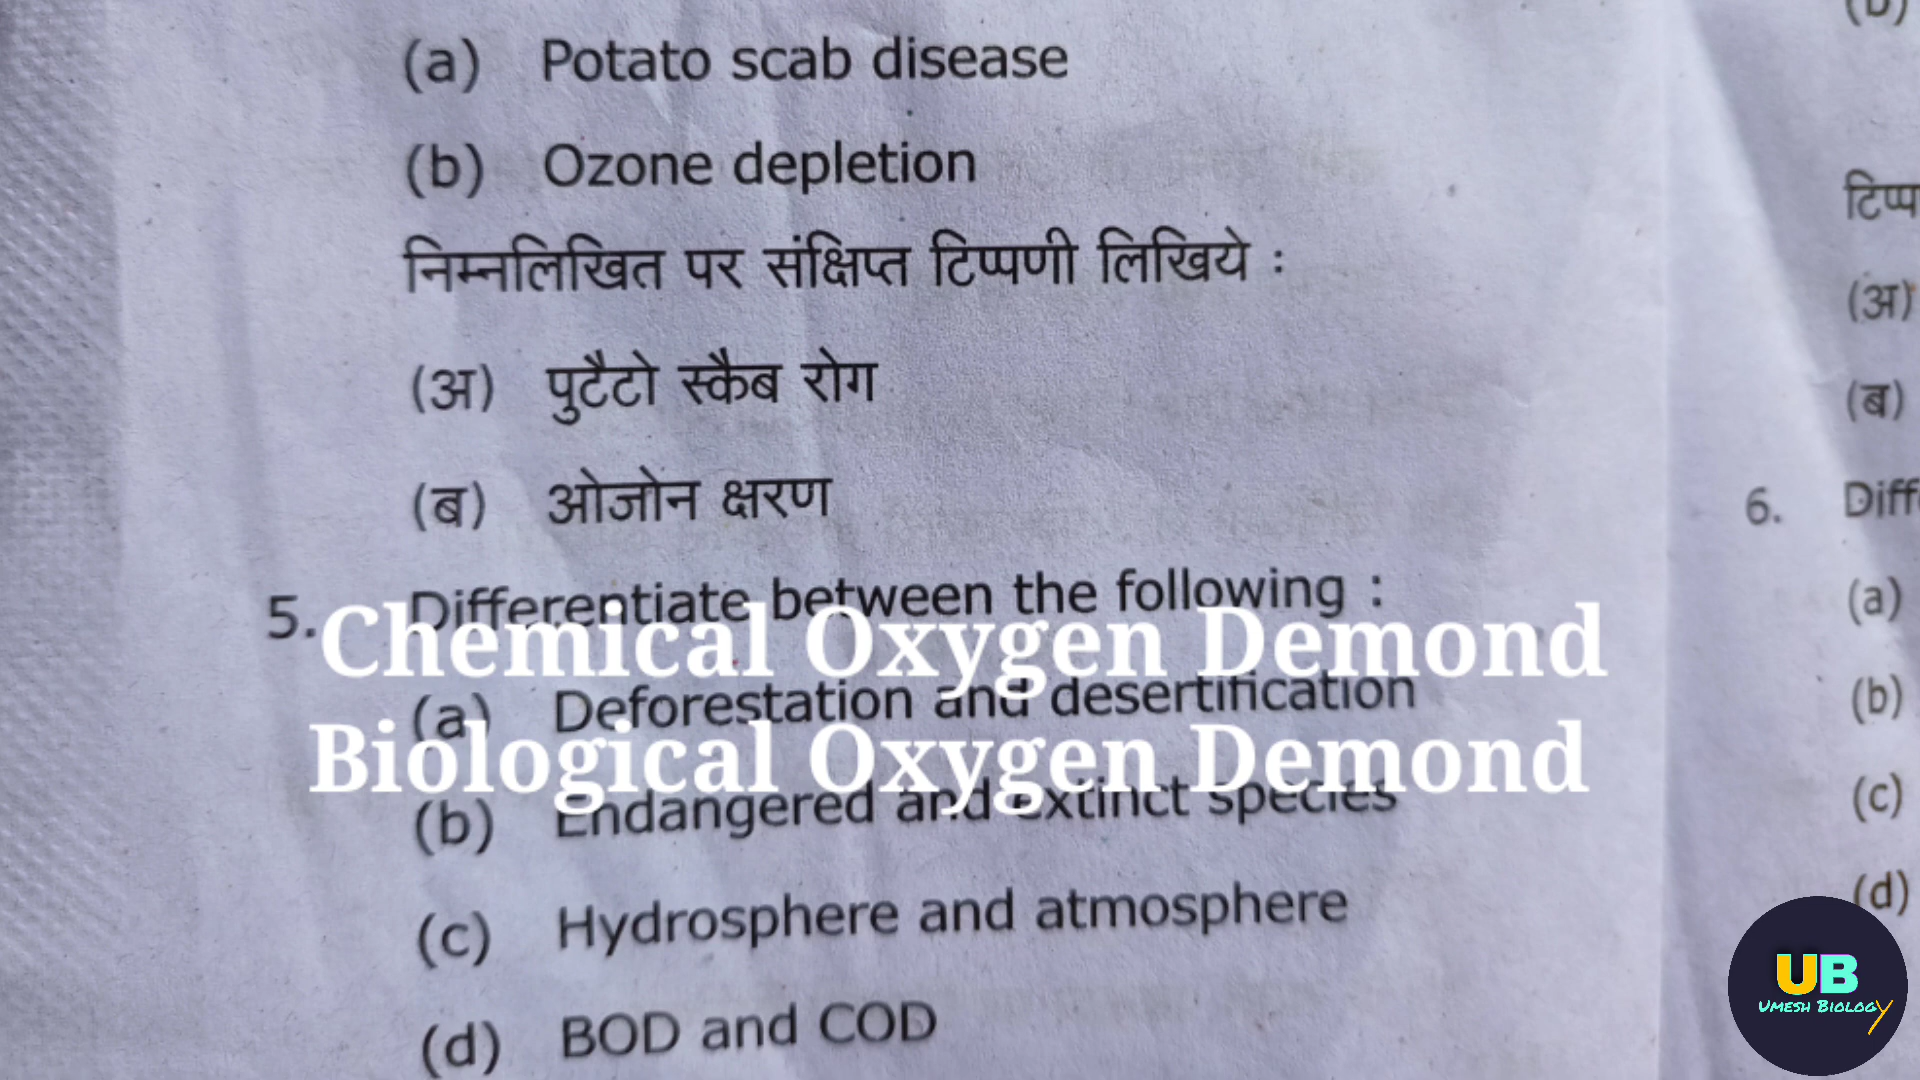 (a) Potato scab disease
(b) Ozone depletion
निम्नलिखित पर संक्षिप्त टिप्पणी लिखिये :
(अ) पुटैटो स्कैब रोग
(ब) ओजोन क्षरण
5. Differentiate between the following :
Chemical Oxygen Demond
(a) Deforestation and desertification
Biological Oxygen Demond
(b) Endangered and extinct species
(c) Hydrosphere and atmosphere
(d) BOD and COD
(b)
(अ)
(ब)
6.
(a)
(b)
(c)
(d)
UB
UMESH BIOLOGY